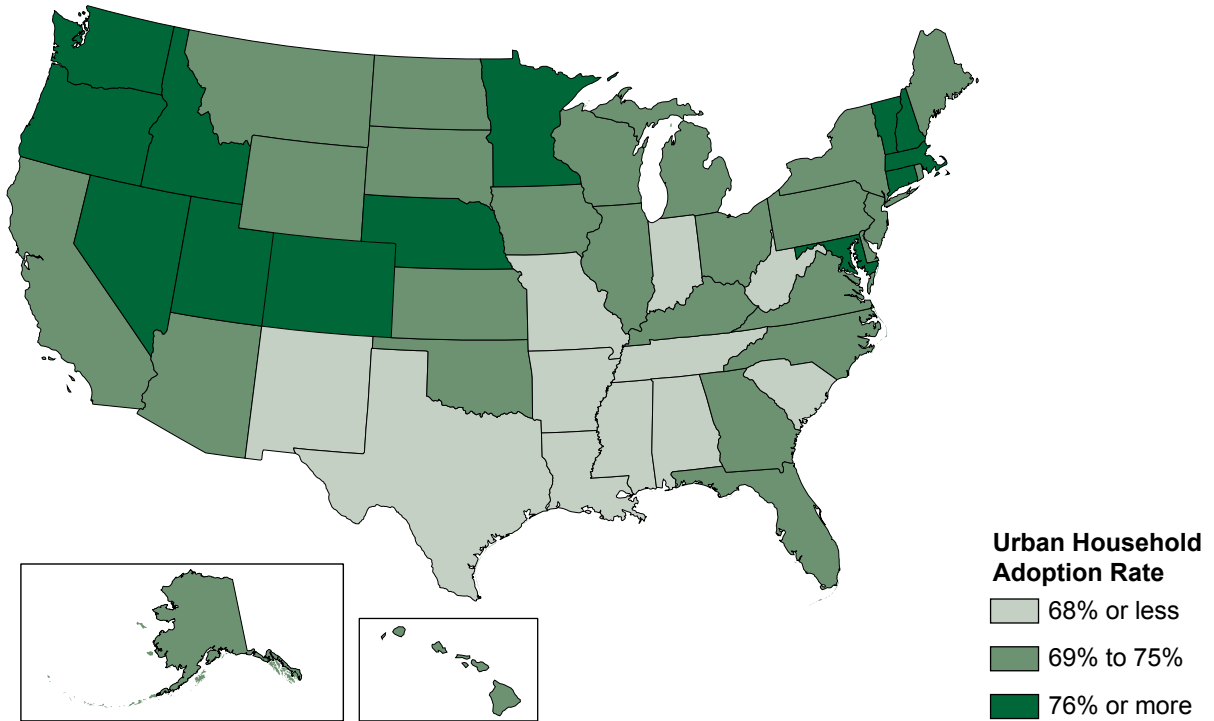 Urban Household
Adoption Rate
68% or less
69% to 75%
76% or more